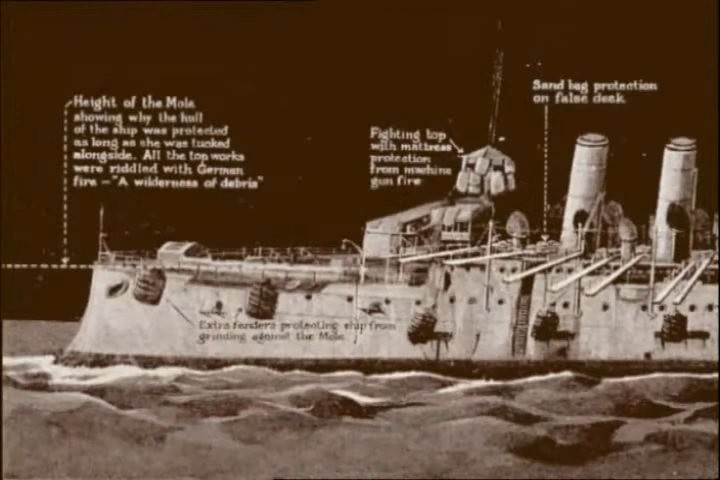 Height of the Mole
showing why the hull
of the ship was protected
as long as she was tucked
alongside. All the top works
were riddled with German
fire – "A wilderness of debris"
Fighting top
with mattress
protection
from machine
gun fire
Sand bag protection
on false deck
Extra fenders protecting ship from
grinding against the Mole